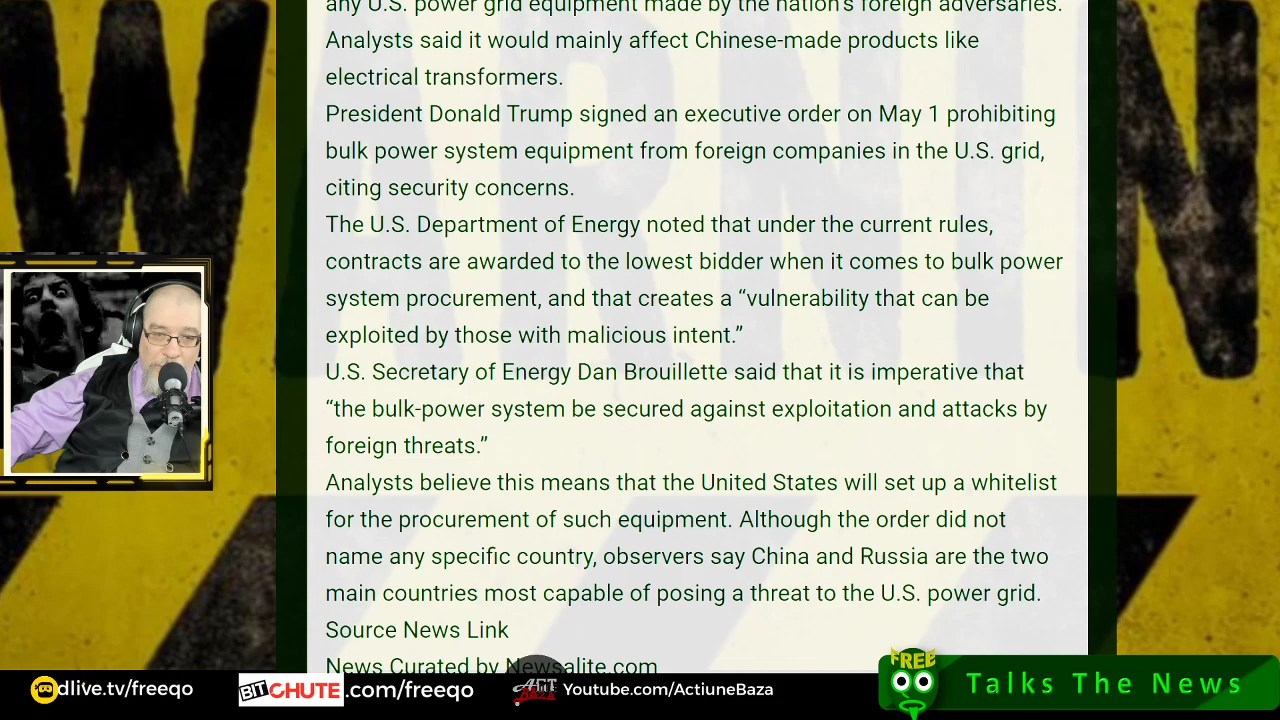 any U.S. power grid equipment made by the nation's foreign adversaries.
Analysts said it would mainly affect Chinese-made products like
electrical transformers.
President Donald Trump signed an executive order on May 1 prohibiting
bulk power system equipment from foreign companies in the U.S. grid,
citing security concerns.
The U.S. Department of Energy noted that under the current rules,
contracts are awarded to the lowest bidder when it comes to bulk power
system procurement, and that creates a “vulnerability that can be
exploited by those with malicious intent.”
U.S. Secretary of Energy Dan Brouillette said that it is imperative that
“the bulk-power system be secured against exploitation and attacks by
foreign threats.”
Analysts believe this means that the United States will set up a whitelist
for the procurement of such equipment. Although the order did not
name any specific country, observers say China and Russia are the two
main countries most capable of posing a threat to the U.S. power grid.
Source News Link
News Curated by Newsalite.com
WARNING
dlive.tv/freeqo
BITCHUTE.com/freeqo
ACT BAZA
Youtube.com/ActiuneBaza
FREE
Talks The News